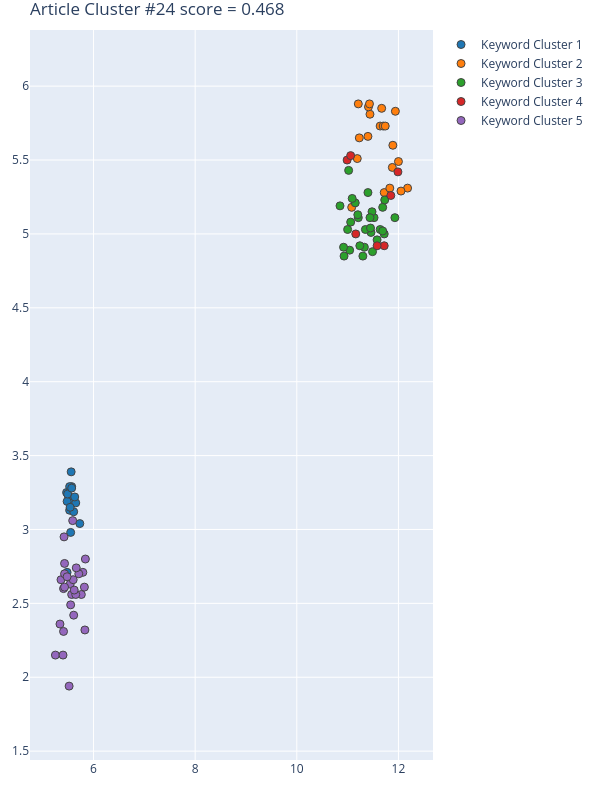 Article Cluster #24 score = 0.468
Keyword Cluster 1
Keyword Cluster 2
Keyword Cluster 3
Keyword Cluster 4
Keyword Cluster 5
6
5.5
5
4.5
4
3.5
3
2.5
2
1.5
6
8
10
12